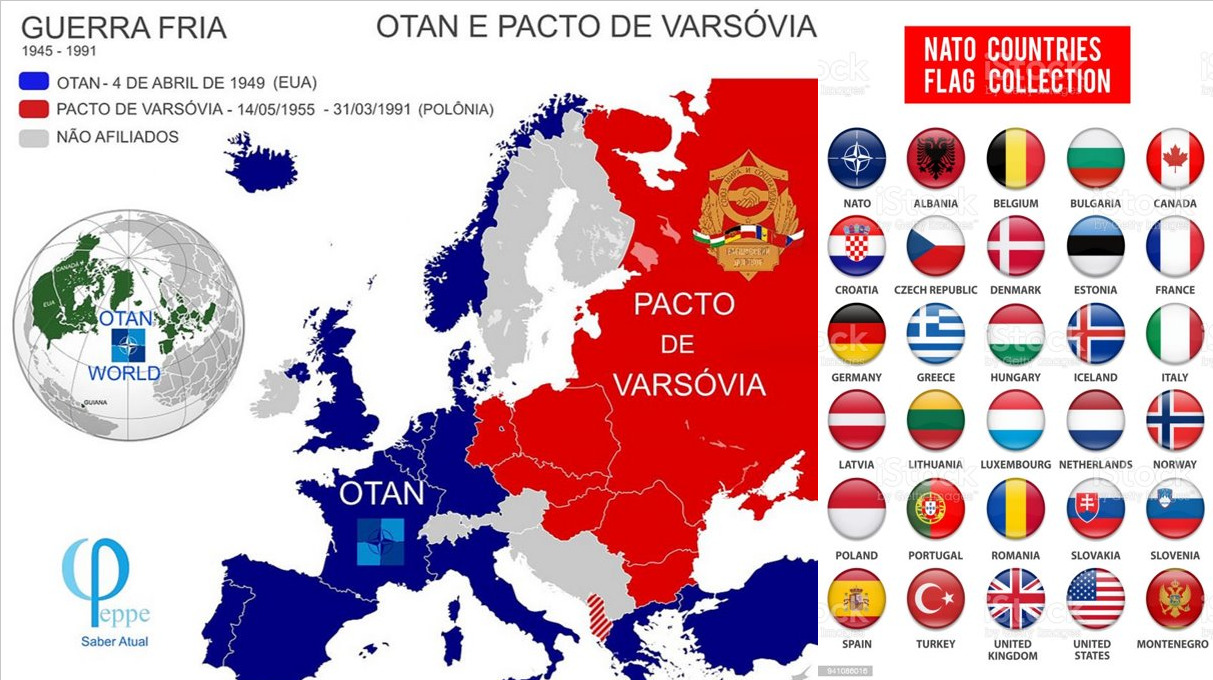 GUERRA FRIA
1945 - 1991
OTAN E PACTO DE VARSÓVIA
OTAN - 4 DE ABRIL DE 1949 (EUA)
PACTO DE VARSÓVIA - 14/05/1955 - 31/03/1991 (POLÔNIA)
NÃO AFILIADOS
CANADÁ
EUA
OTAN
WORLD
GUIANA
PACTO
DE
VARSÓVIA
OTAN
eppe
Saber Atual
NATO COUNTRIES
FLAG COLLECTION
NATO ALBANIA BELGIUM BULGARIA CANADA
CROATIA CZECH REPUBLIC DENMARK ESTONIA FRANCE
GERMANY GREECE HUNGARY ICELAND ITALY
LATVIA LITHUANIA LUXEMBOURG NETHERLANDS NORWAY
POLAND PORTUGAL ROMANIA SLOVAKIA SLOVENIA
SPAIN TURKEY UNITED KINGDOM UNITED STATES MONTENEGRO
iStock
by Getty Images
941086016